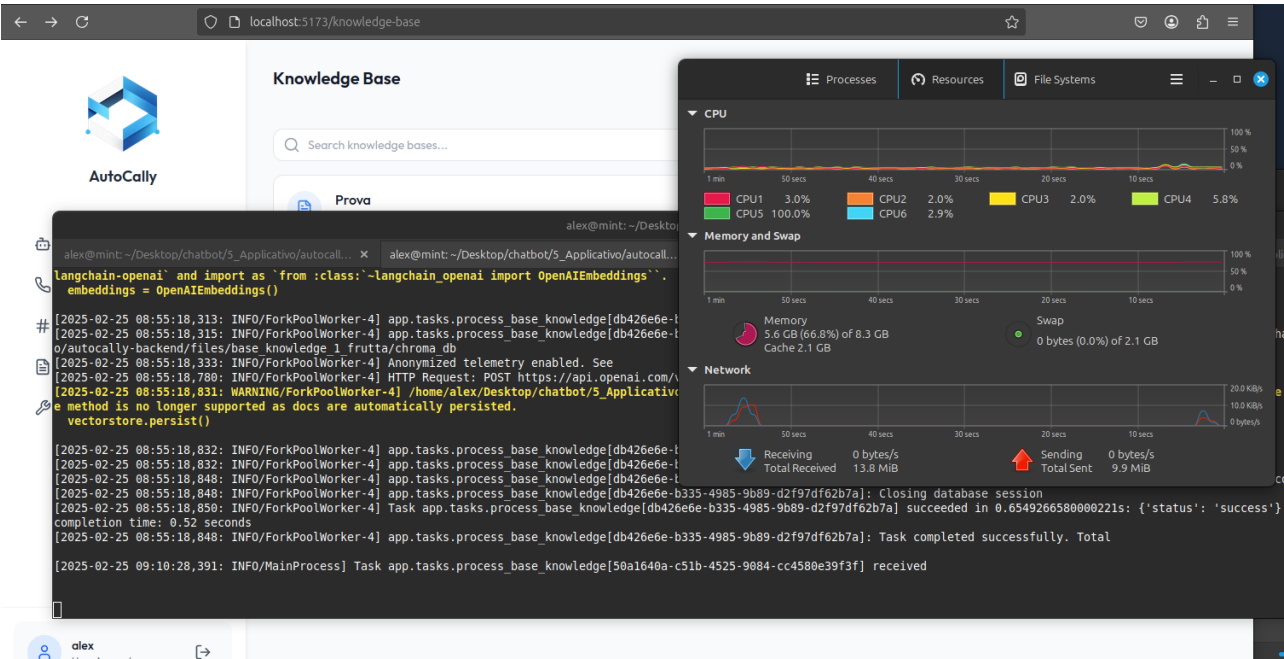 localhost:5173/knowledge-base
AutoCally
Knowledge Base
Search knowledge bases...
Prova
Processes
Resources
File Systems
CPU
100 %
50 %
0 %
1 min 50 secs 40 secs 30 secs 20 secs 10 secs
CPU1 3.0% CPU2 2.0% CPU3 2.0% CPU4 5.8%
CPU5 100.0% CPU6 2.9%
Memory and Swap
100 %
50 %
0 %
1 min 50 secs 40 secs 30 secs 20 secs 10 secs
Memory
5.6 GB (66.8%) of 8.3 GB
Cache 2.1 GB
Swap
0 bytes (0.0%) of 2.1 GB
Network
20.0 KiB/s
10.0 KiB/s
0 bytes/s
1 min 50 secs 40 secs 30 secs 20 secs 10 secs
Receiving 0 bytes/s
Total Received 13.8 MiB
Sending 0 bytes/s
Total Sent 9.9 MiB
alex@mint: ~/Deskto
alex@mint: ~/Desktop/chatbot/5_Applicativo/autocall...
alex@mint: ~/Desktop/chatbot/5_Applicativo/autocall...
langchain-openai` and import as `from :class:`~langchain_openai import OpenAIEmbeddings``.
embeddings = OpenAIEmbeddings()
[2025-02-25 08:55:18,313: INFO/ForkPoolWorker-4] app.tasks.process_base_knowledge[db426e6e-b
[2025-02-25 08:55:18,315: INFO/ForkPoolWorker-4] app.tasks.process_base_knowledge[db426e6e-b
o/autocally-backend/files/base_knowledge_1_frutta/chroma_db
[2025-02-25 08:55:18,333: INFO/ForkPoolWorker-4] Anonymized telemetry enabled. See
[2025-02-25 08:55:18,780: INFO/ForkPoolWorker-4] HTTP Request: POST https://api.openai.com/v
[2025-02-25 08:55:18,831: WARNING/ForkPoolWorker-4] /home/alex/Desktop/chatbot/5_Applicativo
e method is no longer supported as docs are automatically persisted.
vectorstore.persist()
[2025-02-25 08:55:18,832: INFO/ForkPoolWorker-4] app.tasks.process_base_knowledge[db426e6e-b
[2025-02-25 08:55:18,832: INFO/ForkPoolWorker-4] app.tasks.process_base_knowledge[db426e6e-b
[2025-02-25 08:55:18,848: INFO/ForkPoolWorker-4] app.tasks.process_base_knowledge[db426e6e-b
[2025-02-25 08:55:18,848: INFO/ForkPoolWorker-4] app.tasks.process_base_knowledge[db426e6e-b335-4985-9b89-d2f97df62b7a]: Closing database session
[2025-02-25 08:55:18,850: INFO/ForkPoolWorker-4] Task app.tasks.process_base_knowledge[db426e6e-b335-4985-9b89-d2f97df62b7a] succeeded in 0.6549266580000221s: {'status': 'success'}
completion time: 0.52 seconds
[2025-02-25 08:55:18,848: INFO/ForkPoolWorker-4] app.tasks.process_base_knowledge[db426e6e-b335-4985-9b89-d2f97df62b7a]: Task completed successfully. Total
[2025-02-25 09:10:28,391: INFO/MainProcess] Task app.tasks.process_base_knowledge[50a1640a-c51b-4525-9084-cc4580e39f3f] received
alex